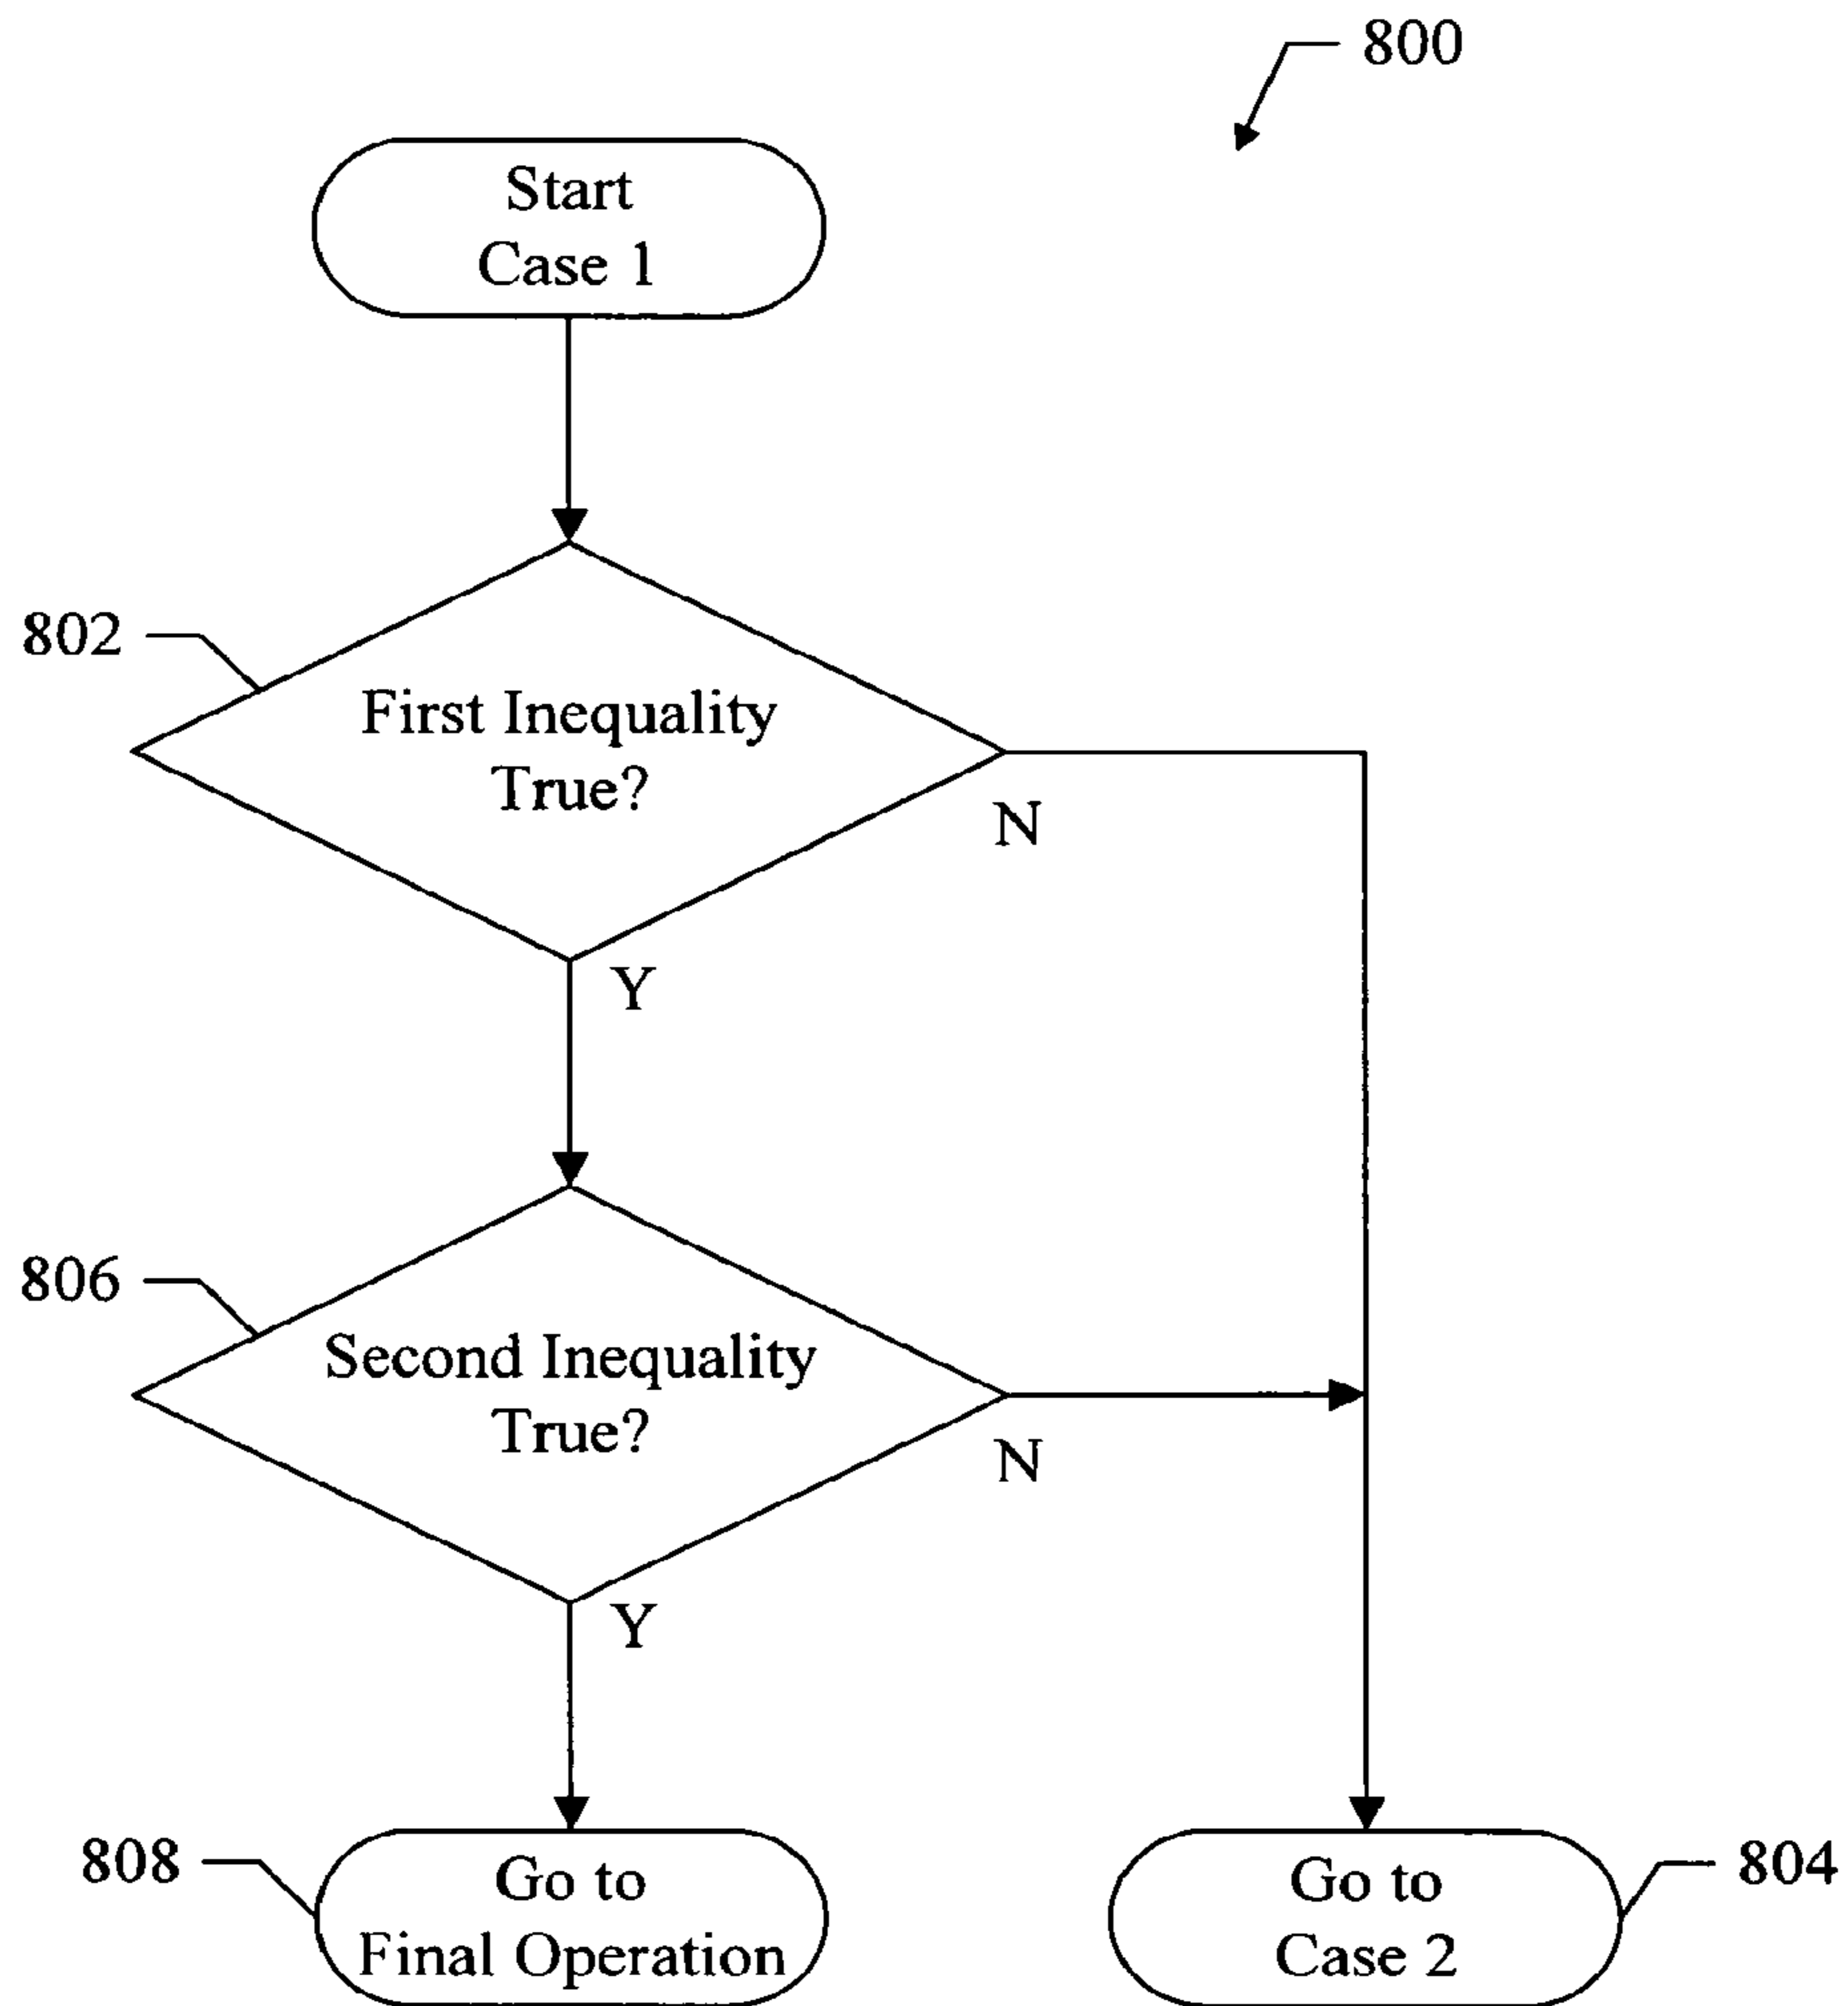 800
Start
Case 1
802
First Inequality
True?
N
Y
806
Second Inequality
True?
N
Y
808
Go to
Final Operation
Go to
Case 2
804